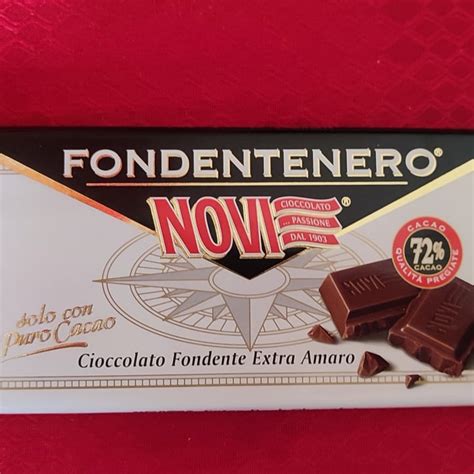 FONDENTENERO®
NOVI®
CIOCCOLATO
... PASSIONE
DAL 1903
CACAO
72%
CACAO
QUALITÀ PREGIATE
solo con
puro Cacao
NOVI
Cioccolato Fondente Extra Amaro